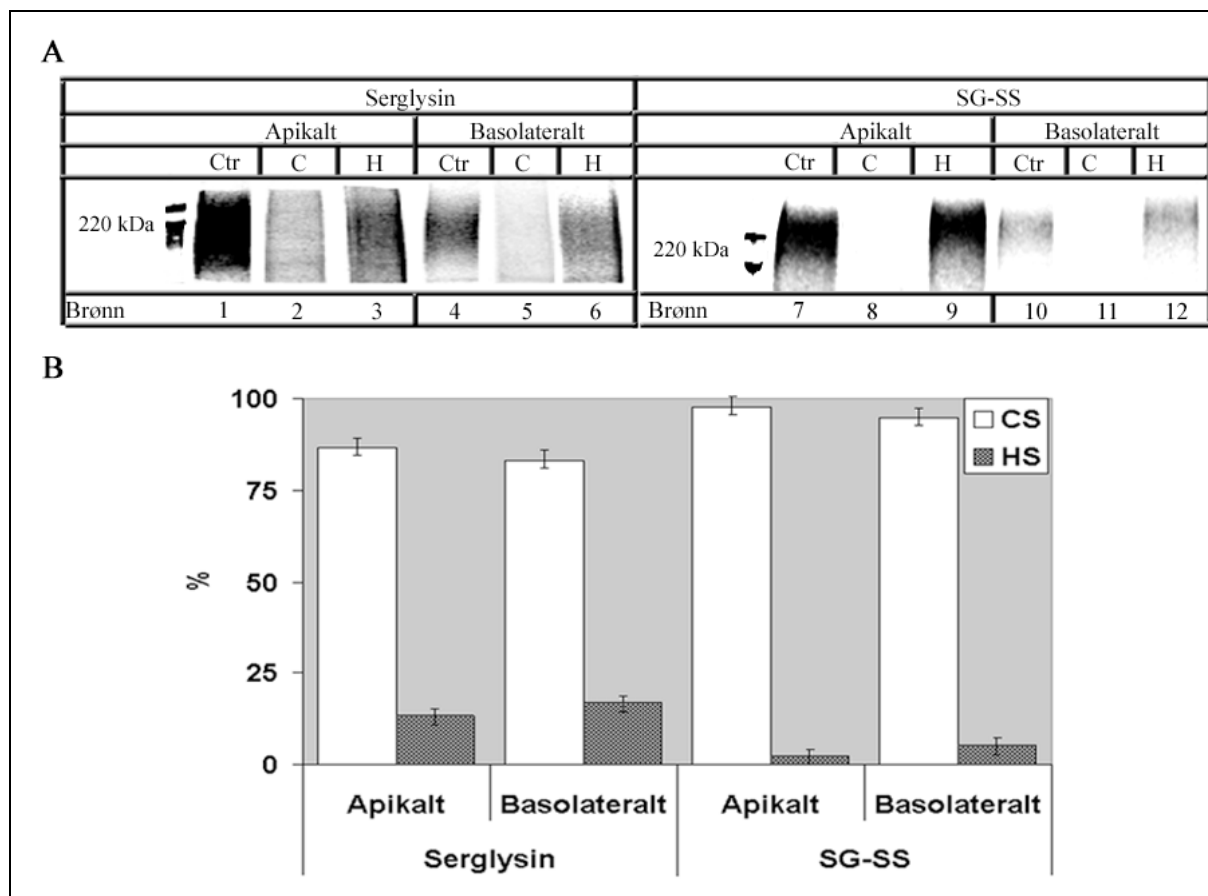 A
Serglysin SG-SS
Apikalt Basolateralt Apikalt Basolateralt
Ctr C H Ctr C H Ctr C H Ctr C H
220 kDa 220 kDa
Brønn 1 2 3 4 5 6 Brønn 7 8 9 10 11 12
B
100
75
50
25
0
%
CS
HS
Apikalt Basolateralt Apikalt Basolateralt
Serglysin SG-SS